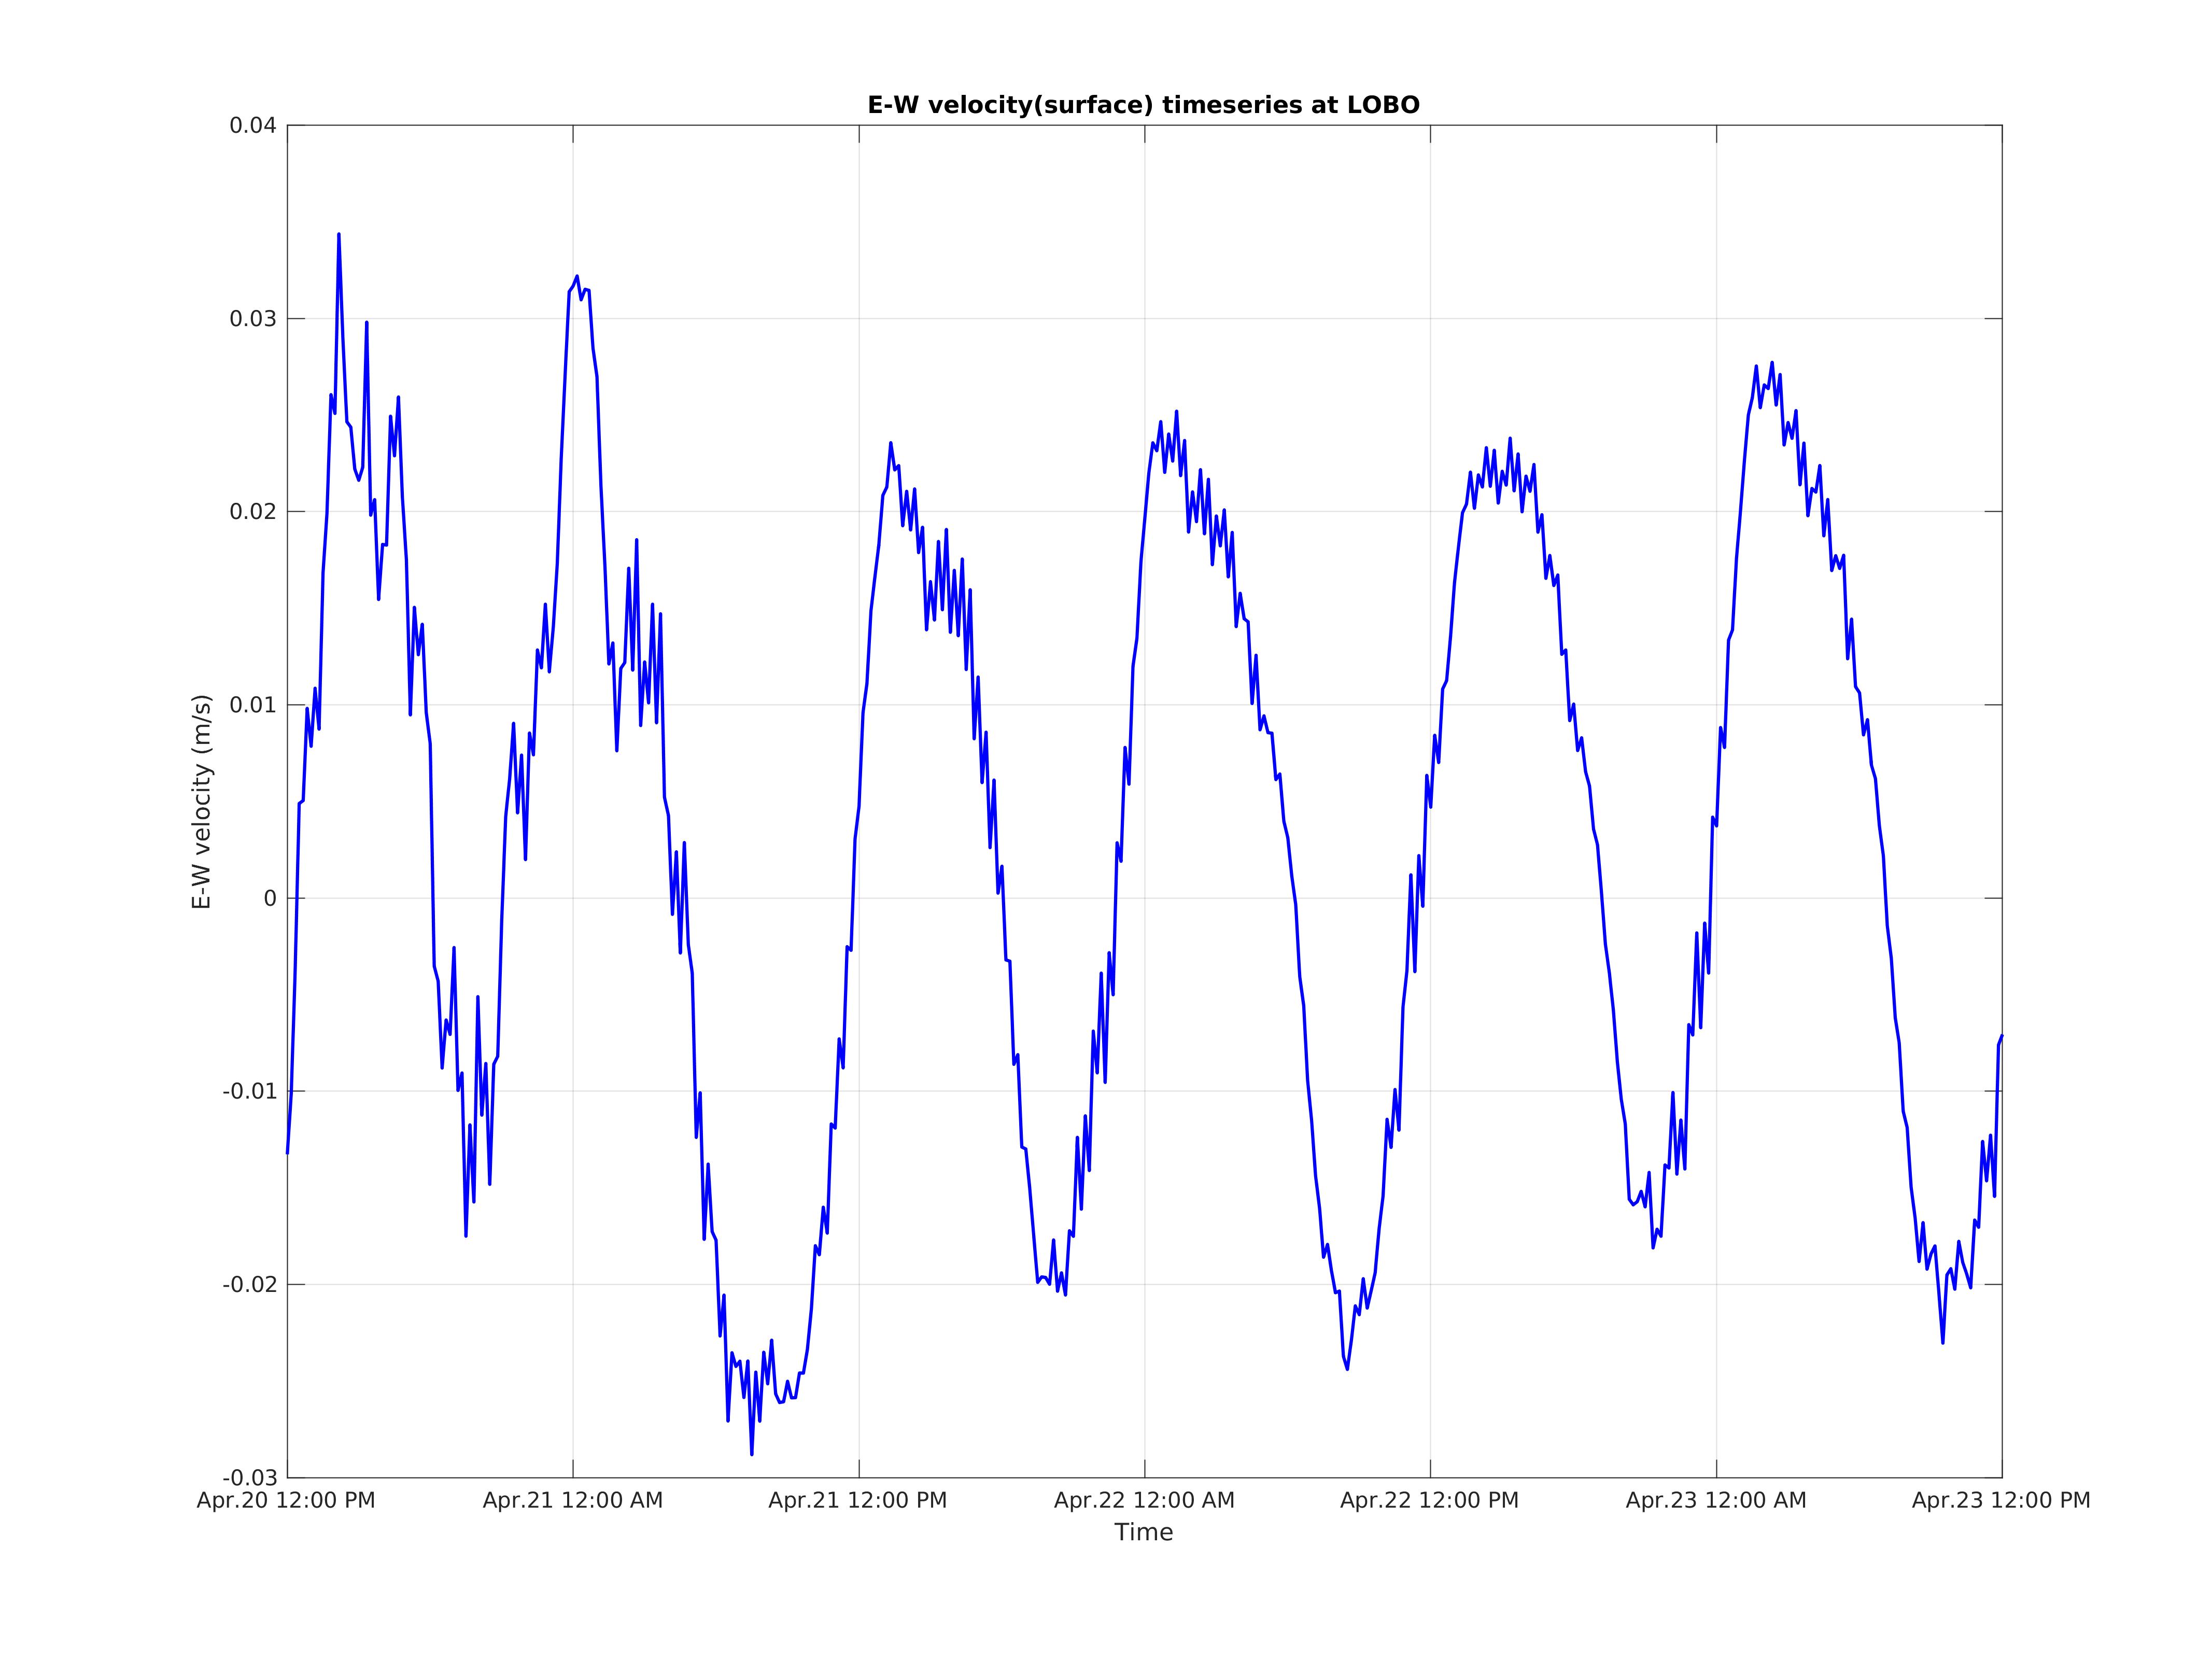 E-W velocity(surface) timeseries at LOBO
0.04
0.03
0.02
0.01
0
-0.01
-0.02
-0.03
E-W velocity (m/s)
Apr.20 12:00 PM Apr.21 12:00 AM Apr.21 12:00 PM Apr.22 12:00 AM Apr.22 12:00 PM Apr.23 12:00 AM Apr.23 12:00 PM
Time